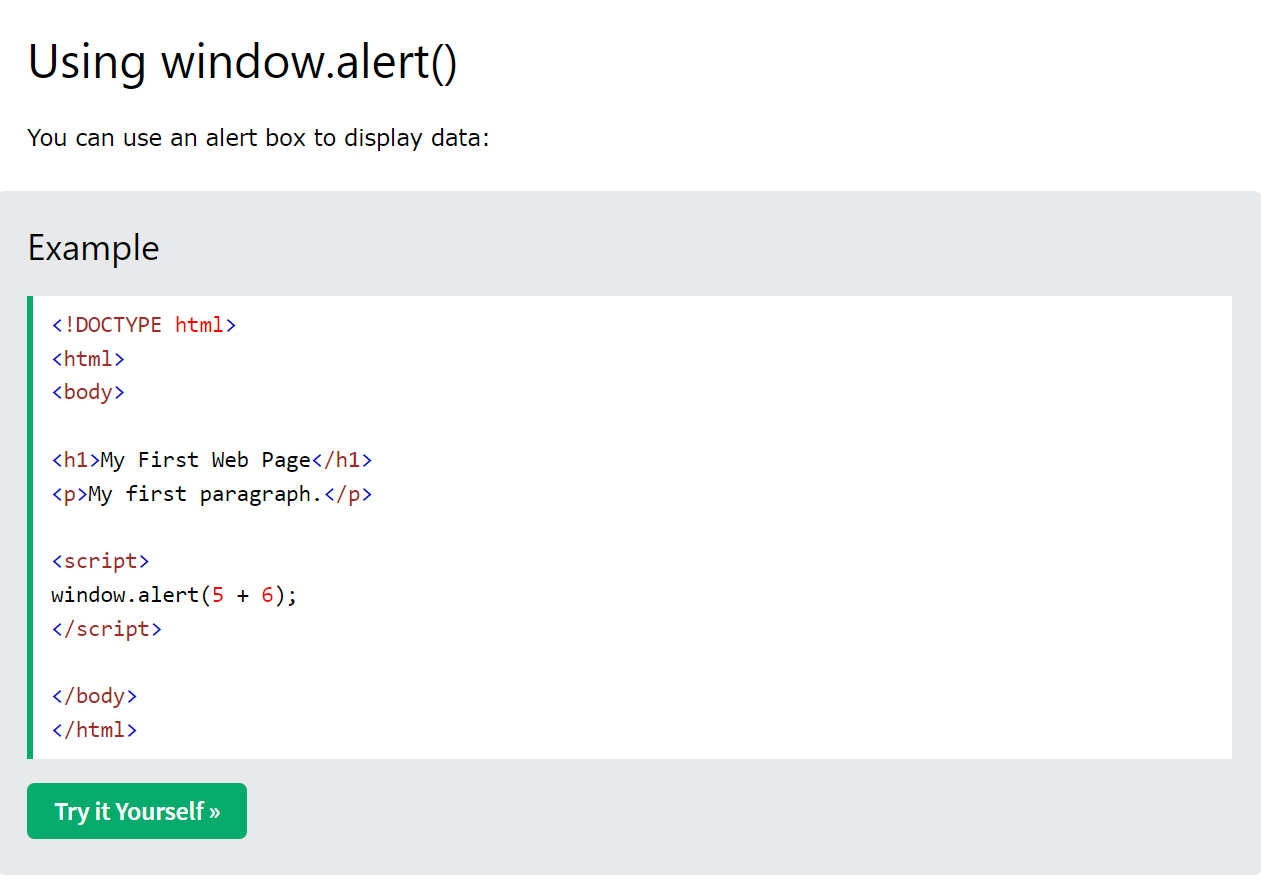 Using window.alert()
You can use an alert box to display data:
Example
<!DOCTYPE html>
<html>
<body>
<h1>My First Web Page</h1>
<p>My first paragraph.</p>
<script>
window.alert(5 + 6);
</script>
</body>
</html>
Try it Yourself »